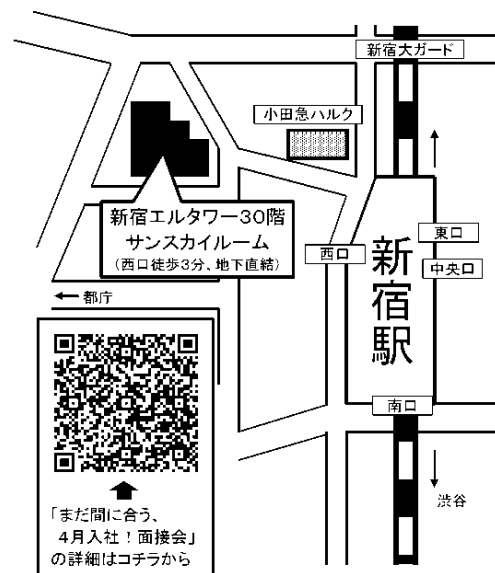 新宿大ガード
小田急ハルク
新宿エルタワー30階
サンスカイルーム
(西口徒歩3分、地下直結)
西口
新宿駅
東口
中央口
←都庁
南口
渋谷
「まだ間に合う、
4月入社!面接会」
の詳細はコチラから